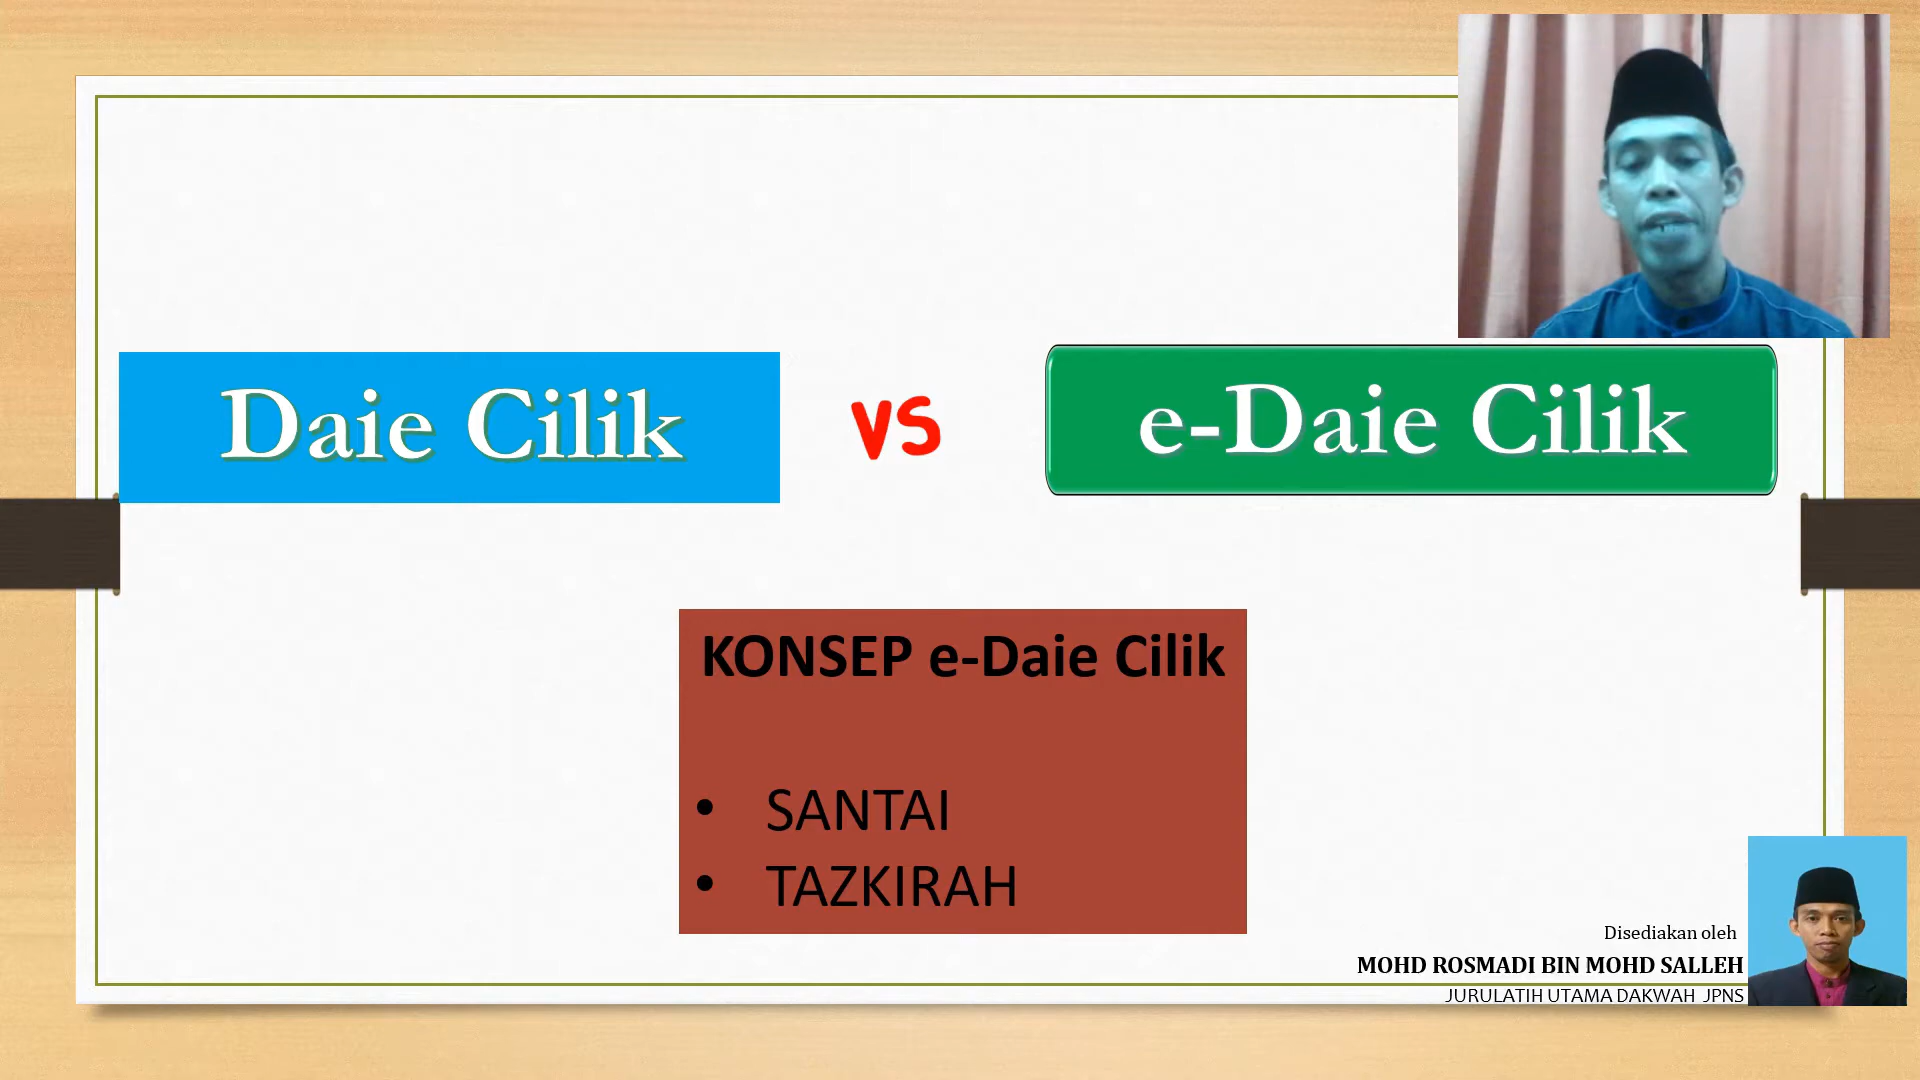 Daie Cilik
VS
e-Daie Cilik
KONSEP e-Daie Cilik
• SANTAI
• TAZKIRAH
Disediakan oleh
MOHD ROSMADI BIN MOHD SALLEH
JURULATIH UTAMA DAKWAH JPNS